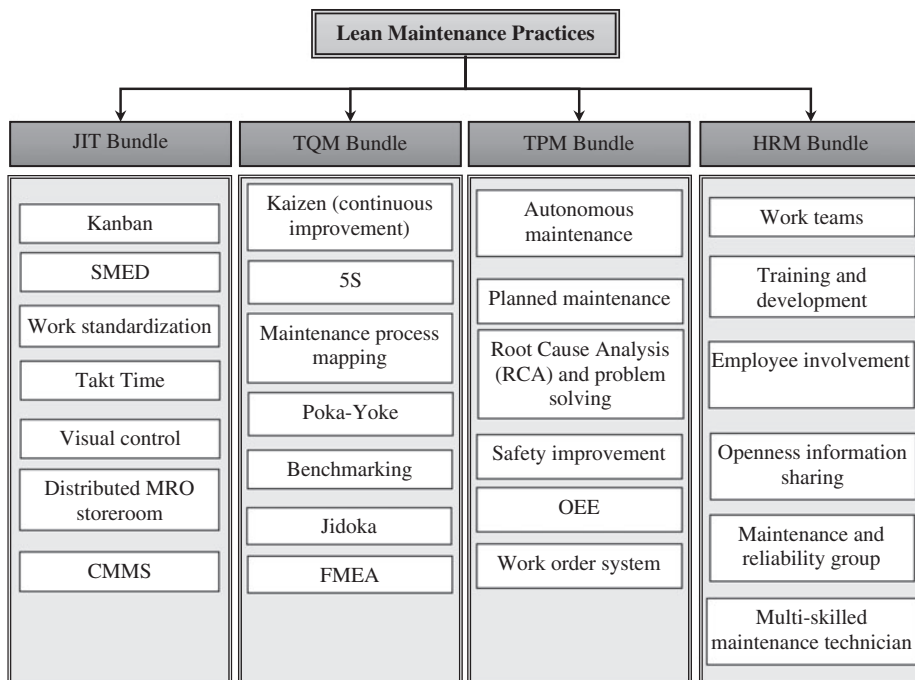 Lean Maintenance Practices
JIT Bundle
TQM Bundle
TPM Bundle
HRM Bundle
Kanban
SMED
Work standardization
Takt Time
Visual control
Distributed MRO
storeroom
CMMS
Kaizen (continuous
improvement)
5S
Maintenance process
mapping
Poka-Yoke
Benchmarking
Jidoka
FMEA
Autonomous
maintenance
Planned maintenance
Root Cause Analysis
(RCA) and problem
solving
Safety improvement
OEE
Work order system
Work teams
Training and
development
Employee involvement
Openness information
sharing
Maintenance and
reliability group
Multi-skilled
maintenance technician